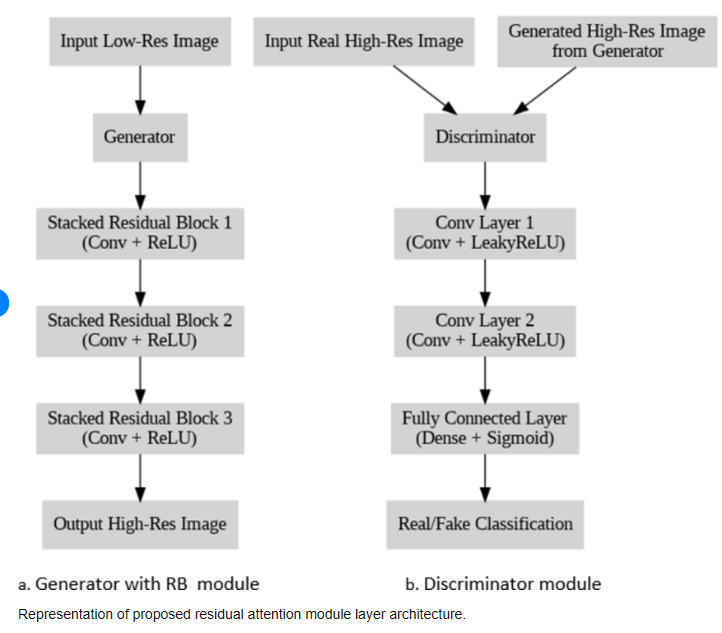 Input Low-Res Image
Generator
Stacked Residual Block 1
(Conv + ReLU)
Stacked Residual Block 2
(Conv + ReLU)
Stacked Residual Block 3
(Conv + ReLU)
Output High-Res Image
a. Generator with RB module
Input Real High-Res Image
Generated High-Res Image
from Generator
Discriminator
Conv Layer 1
(Conv + LeakyReLU)
Conv Layer 2
(Conv + LeakyReLU)
Fully Connected Layer
(Dense + Sigmoid)
Real/Fake Classification
b. Discriminator module
Representation of proposed residual attention module layer architecture.